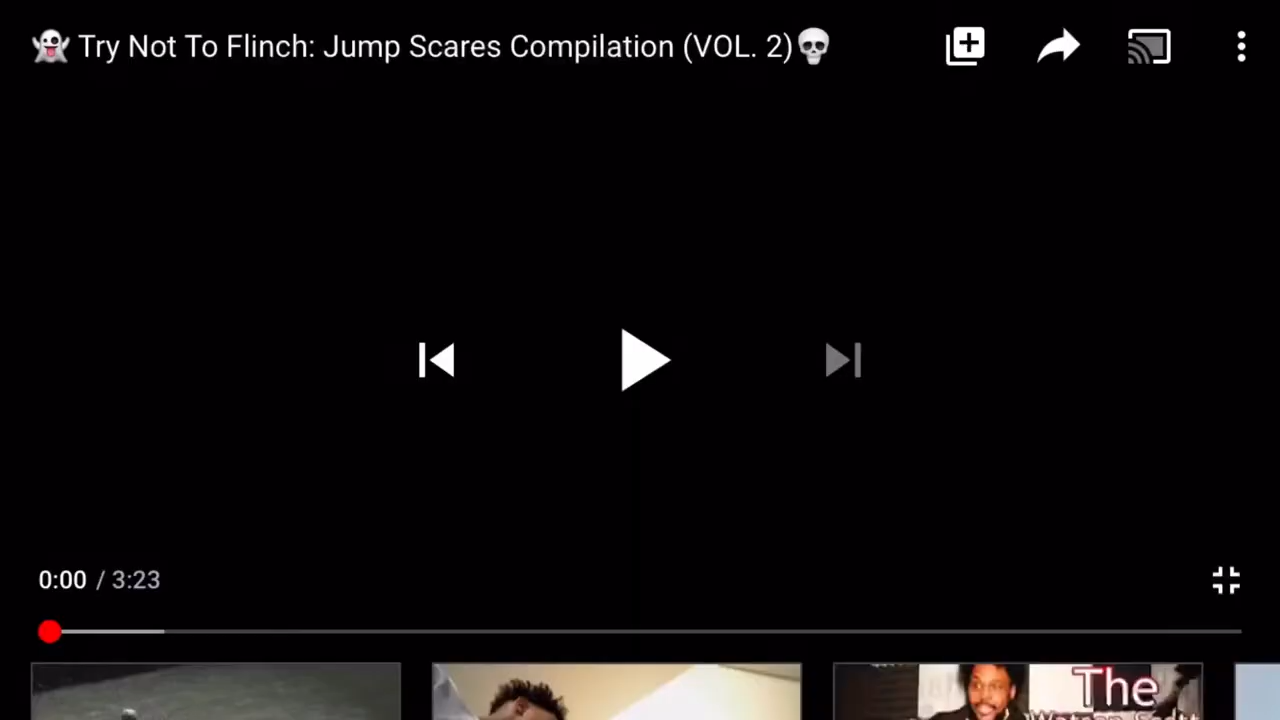 👻 Try Not To Flinch: Jump Scares Compilation (VOL. 2)💀
0:00 / 3:23
The